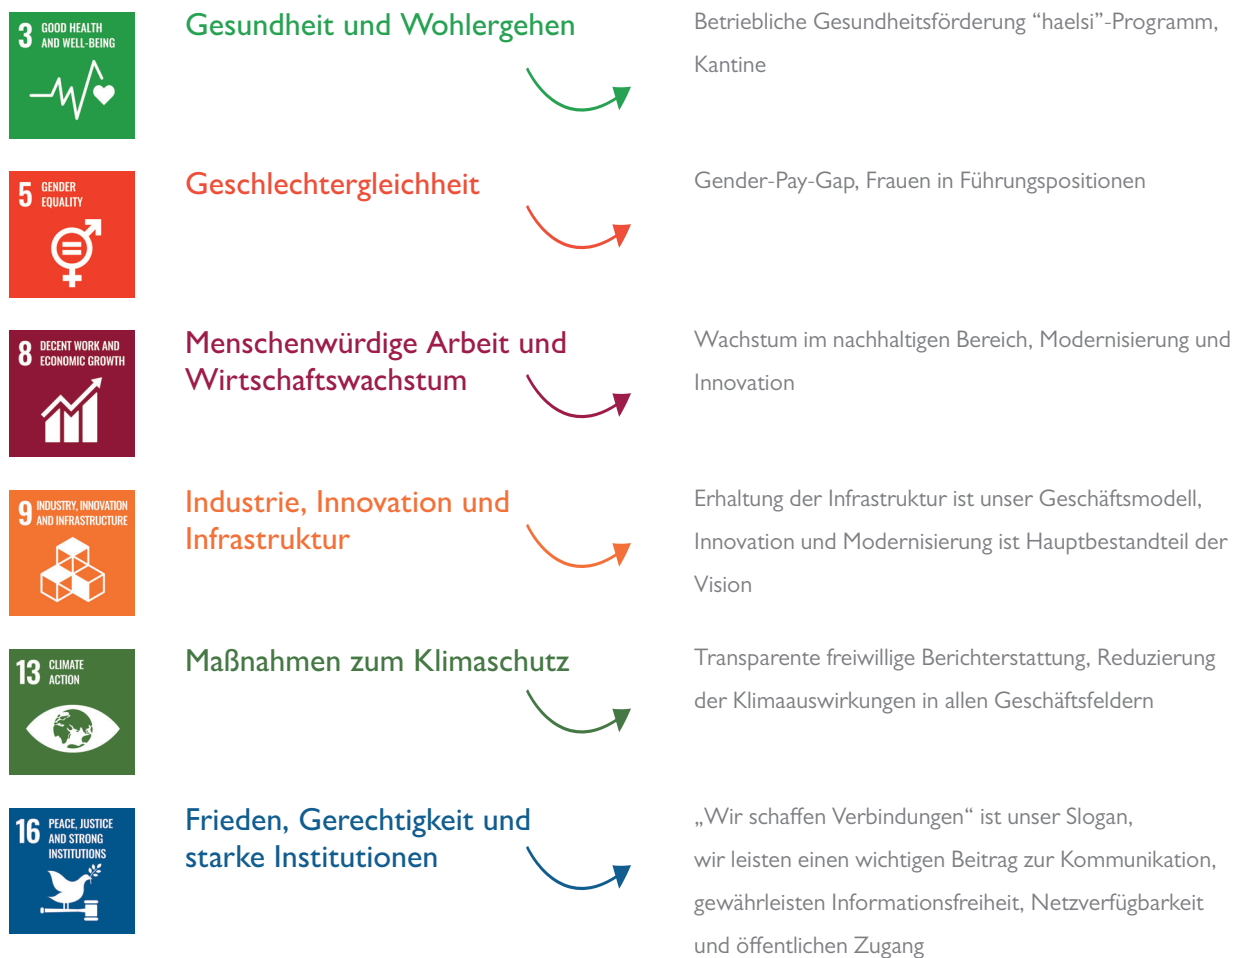 3 GOOD HEALTH
AND WELL-BEING
Gesundheit und Wohlergehen
Betriebliche Gesundheitsförderung “haelsi”-Programm,
Kantine
5 GENDER
EQUALITY
Geschlechtergleichheit
Gender-Pay-Gap, Frauen in Führungspositionen
8 DECENT WORK AND
ECONOMIC GROWTH
Menschenwürdige Arbeit und
Wirtschaftswachstum
Wachstum im nachhaltigen Bereich, Modernisierung und
Innovation
9 INDUSTRY, INNOVATION
AND INFRASTRUCTURE
Industrie, Innovation und
Infrastruktur
Erhaltung der Infrastruktur ist unser Geschäftsmodell,
Innovation und Modernisierung ist Hauptbestandteil der
Vision
13 CLIMATE
ACTION
Maßnahmen zum Klimaschutz
Transparente freiwillige Berichterstattung, Reduzierung
der Klimaauswirkungen in allen Geschäftsfeldern
16 PEACE, JUSTICE
AND STRONG
INSTITUTIONS
Frieden, Gerechtigkeit und
starke Institutionen
„Wir schaffen Verbindungen“ ist unser Slogan,
wir leisten einen wichtigen Beitrag zur Kommunikation,
gewährleisten Informationsfreiheit, Netzverfügbarkeit
und öffentlichen Zugang